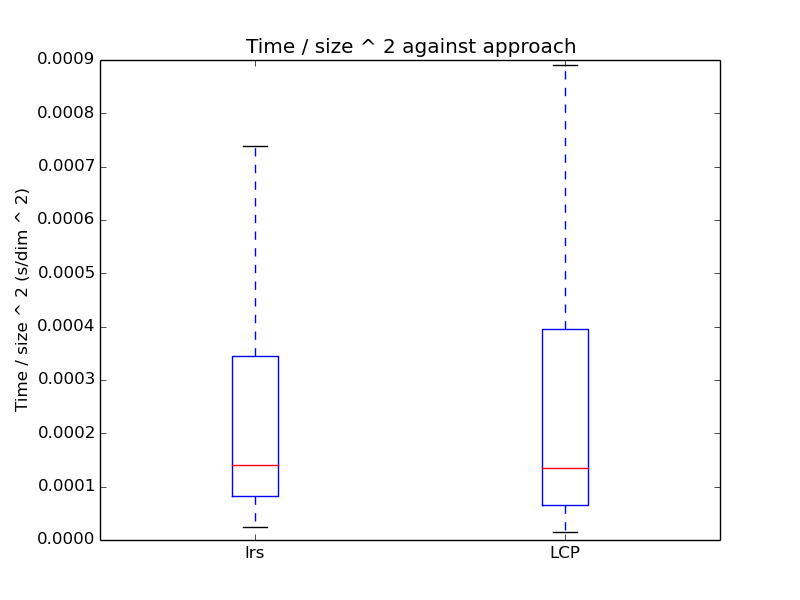 Time / size ^ 2 against approach
Time / size ^ 2 (s/dim ^ 2)
0.0009
0.0008
0.0007
0.0006
0.0005
0.0004
0.0003
0.0002
0.0001
0.0000
lrs
LCP